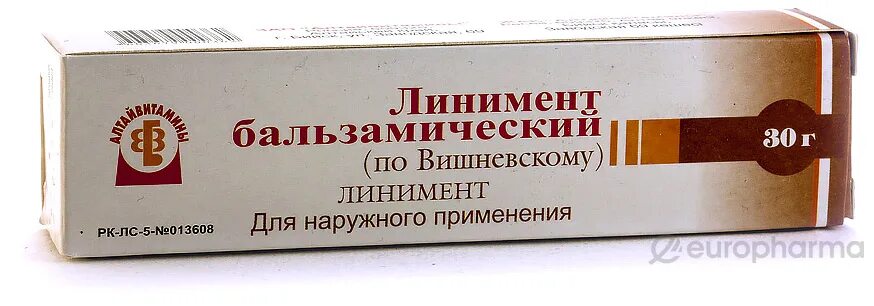 АЛТАЙВИТАМИНЫ
Линимент
бальзамический
(по Вишневскому)
ЛИНИМЕНТ
Для наружного применения
30 г
РК-ЛС-5-№013608
europharma